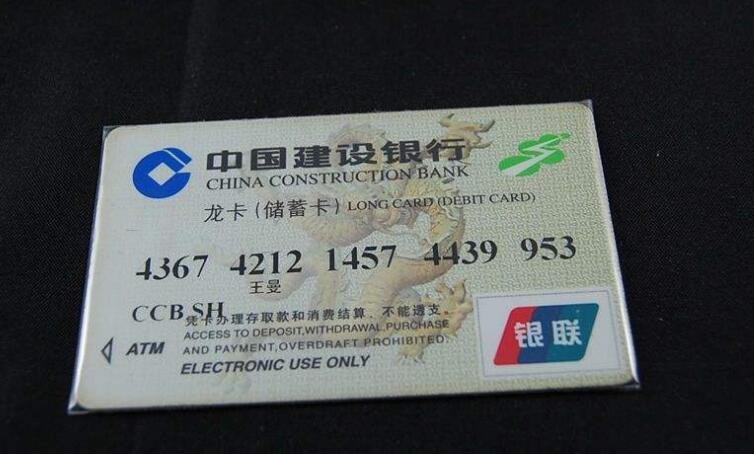 中国建设银行
CHINA CONSTRUCTION BANK
龙卡(储蓄卡) LONG CARD (DEBIT CARD)
4367 4212 1457 4439 953
王曼
CCB SH
凭卡办理存取款和消费结算,不能透支。
ACCESS TO DEPOSIT,WITHDRAWAL,PURCHASE
AND PAYMENT,OVERDRAFT PROHIBITED.
ATM
ELECTRONIC USE ONLY
银联